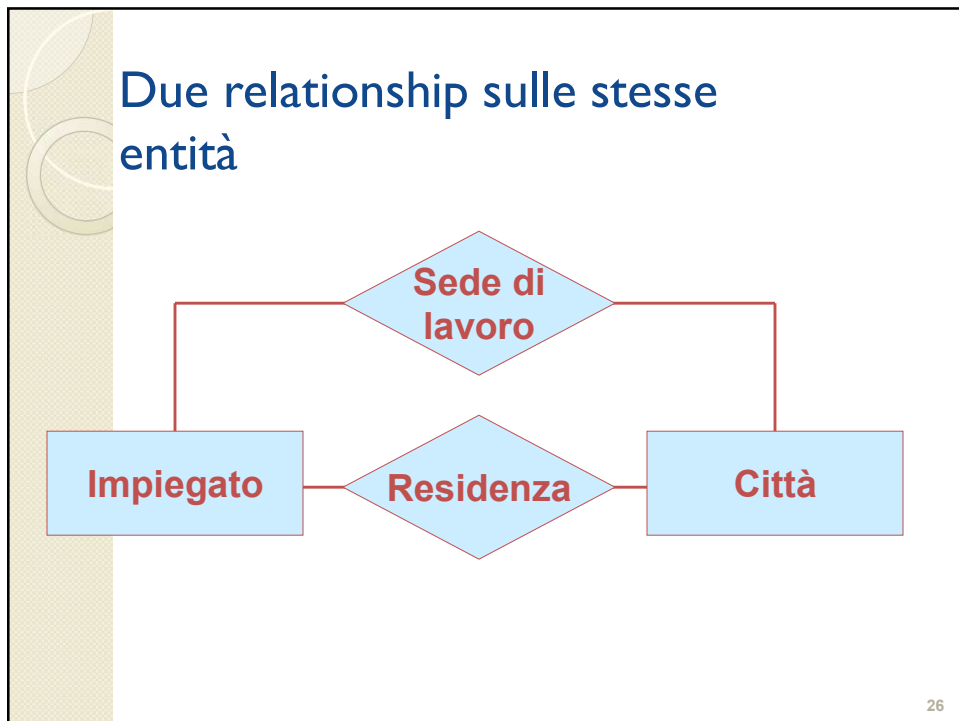 Due relationship sulle stesse
entità
Sede di
lavoro
Impiegato
Residenza
Città
26